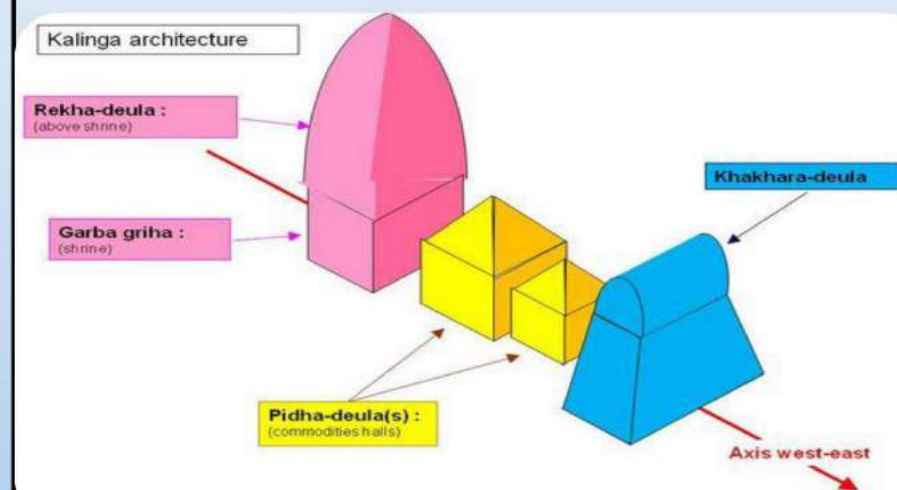 Kalinga architecture
Rekha-deula :
(above shrine)
Khakhara-deula
Garba griha :
(shrine)
Pidha-deula(s) :
(commodities halls)
Axis west-east